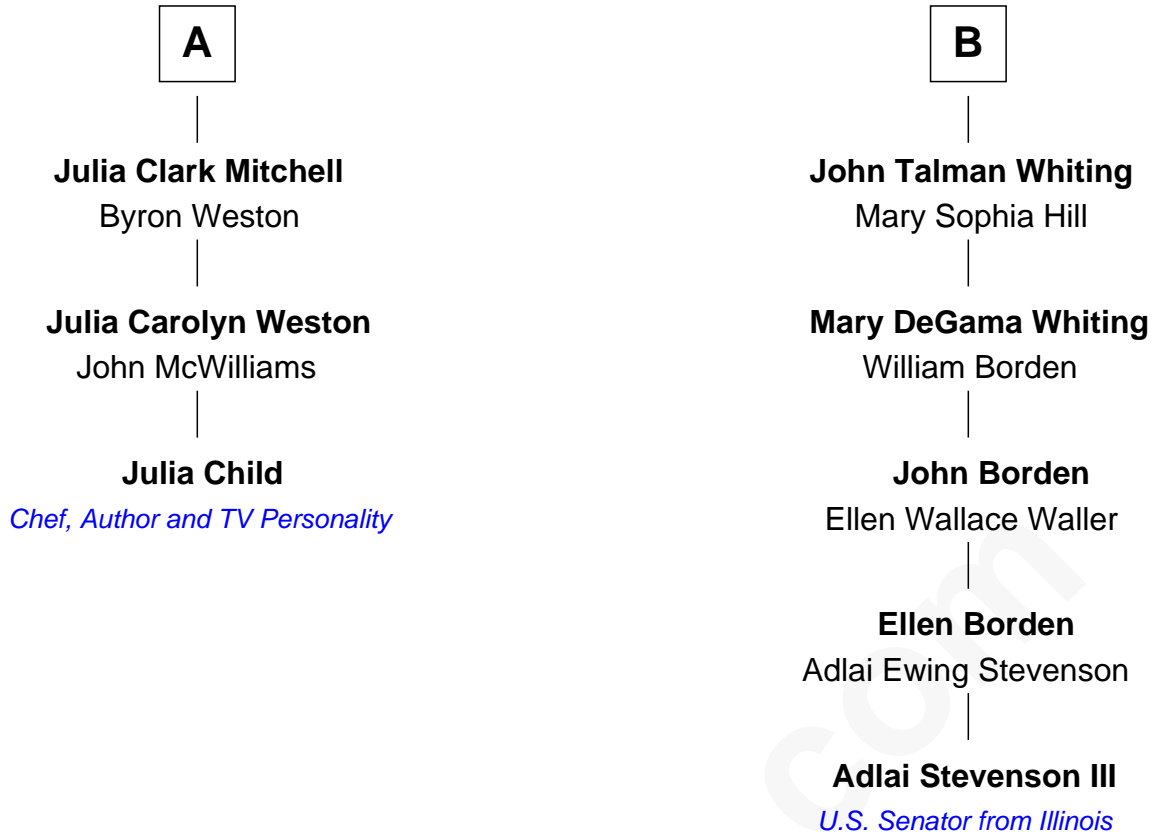 A
Julia Clark Mitchell
Byron Weston
Julia Carolyn Weston
John McWilliams
Julia Child
Chef, Author and TV Personality
B
John Talman Whiting
Mary Sophia Hill
Mary DeGama Whiting
William Borden
John Borden
Ellen Wallace Waller
Ellen Borden
Adlai Ewing Stevenson
Adlai Stevenson III
U.S. Senator from Illinois
com